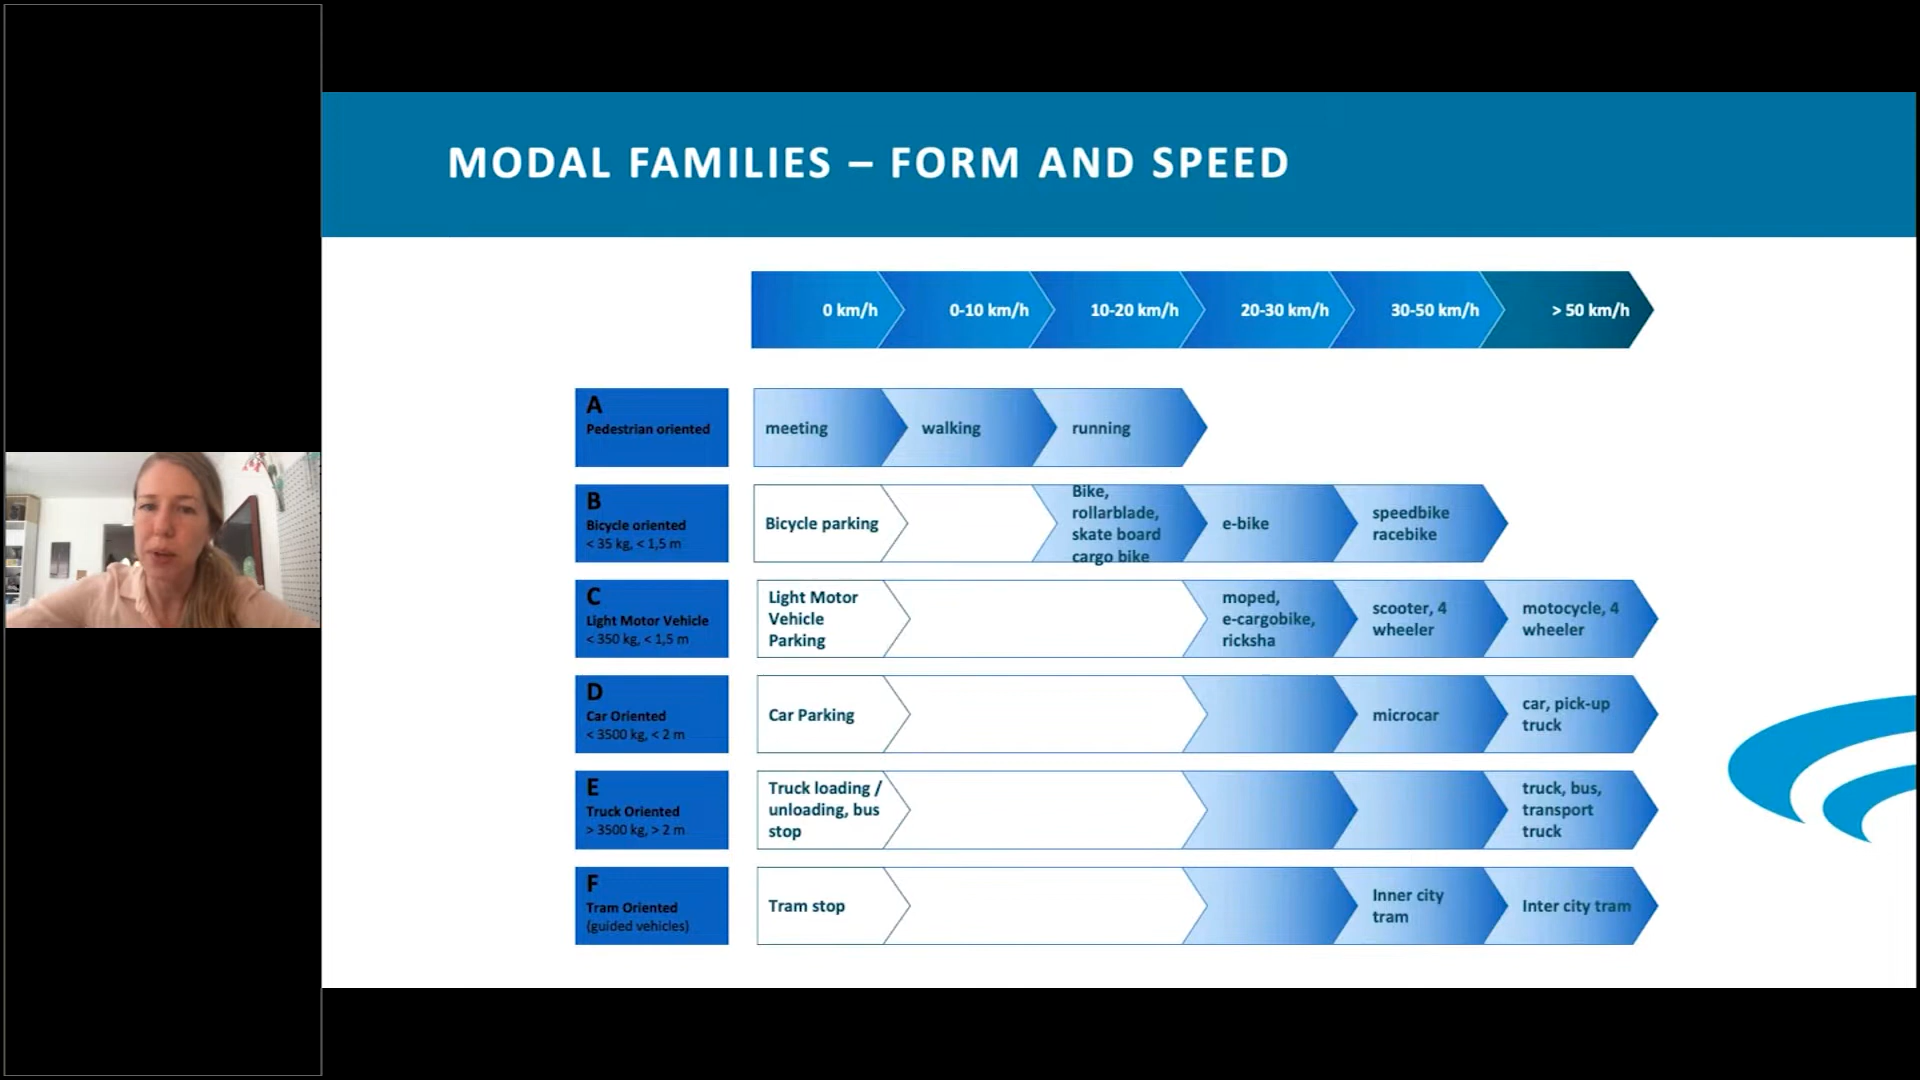 MODAL FAMILIES – FORM AND SPEED
0 km/h
0-10 km/h
10-20 km/h
20-30 km/h
30-50 km/h
> 50 km/h
A
Pedestrian oriented
meeting
walking
running
B
Bicycle oriented
< 35 kg, < 1,5 m
Bicycle parking
Bike,
rollarblade,
skate board
cargo bike
e-bike
speedbike
racebike
C
Light Motor Vehicle
< 350 kg, < 1,5 m
Light Motor
Vehicle
Parking
moped,
e-cargobike,
ricksha
scooter, 4
wheeler
motocycle, 4
wheeler
D
Car Oriented
< 3500 kg, < 2 m
Car Parking
microcar
car, pick-up
truck
E
Truck Oriented
> 3500 kg, > 2 m
Truck loading /
unloading, bus
stop
truck, bus,
transport
truck
F
Tram Oriented
(guided vehicles)
Tram stop
Inner city
tram
Inter city tram